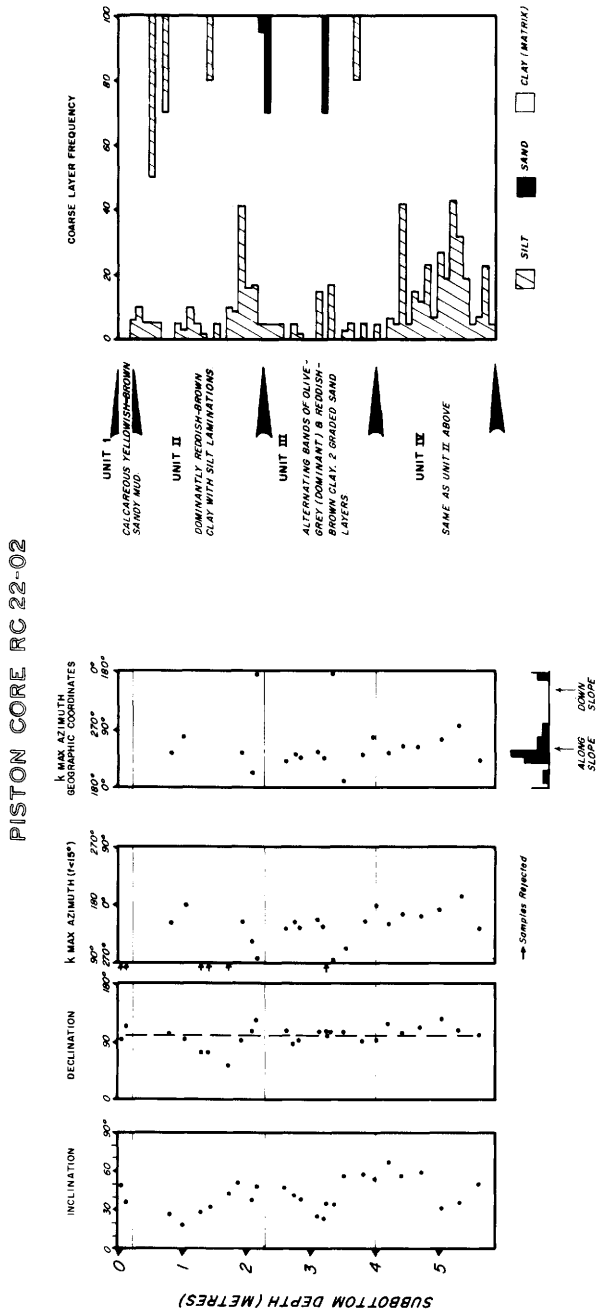 PISTON CORE RC 22-02
COARSE LAYER FREQUENCY
0 20 40 60 80 100
UNIT I
CALCAREOUS YELLOWISH-BROWN
SANDY MUD
UNIT II
DOMINANTLY REDDISH-BROWN
CLAY WITH SILT LAMINATIONS
UNIT III
ALTERNATING BANDS OF OLIVE-
GREY (DOMINANT) & REDDISH-
BROWN CLAY. 2 GRADED SAND
LAYERS
UNIT IV
SAME AS UNIT II ABOVE
SILT
SAND
CLAY (MATRIX)
k MAX AZIMUTH
GEOGRAPHIC COORDINATES
180° 270° 0°
90° 180°
ALONG
SLOPE
DOWN
SLOPE
k MAX AZIMUTH (f<15°)
90° 180 270°
270° 0° 90°
Samples Rejected
DECLINATION
0 90 180°
INCLINATION
0 30 60 90°
0 1 2 3 4 5
SUBBOTTOM DEPTH (METRES)